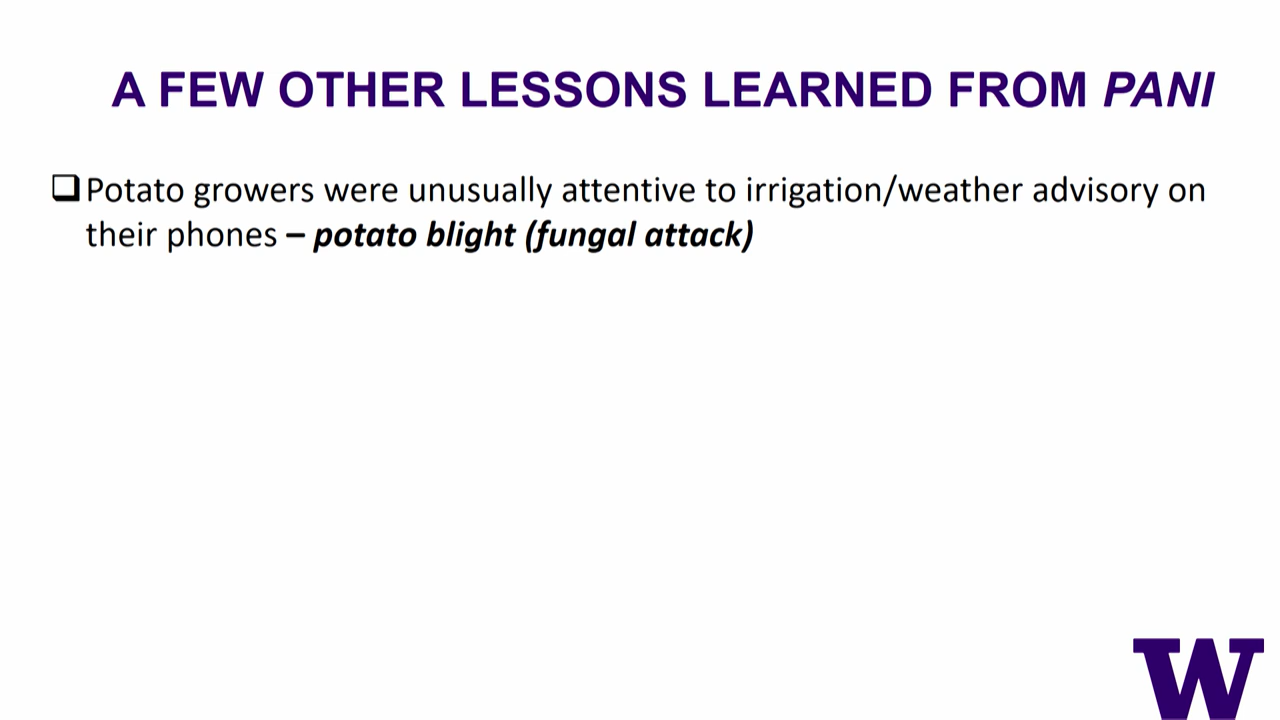 A FEW OTHER LESSONS LEARNED FROM PANI
❑Potato growers were unusually attentive to irrigation/weather advisory on
their phones – potato blight (fungal attack)
W